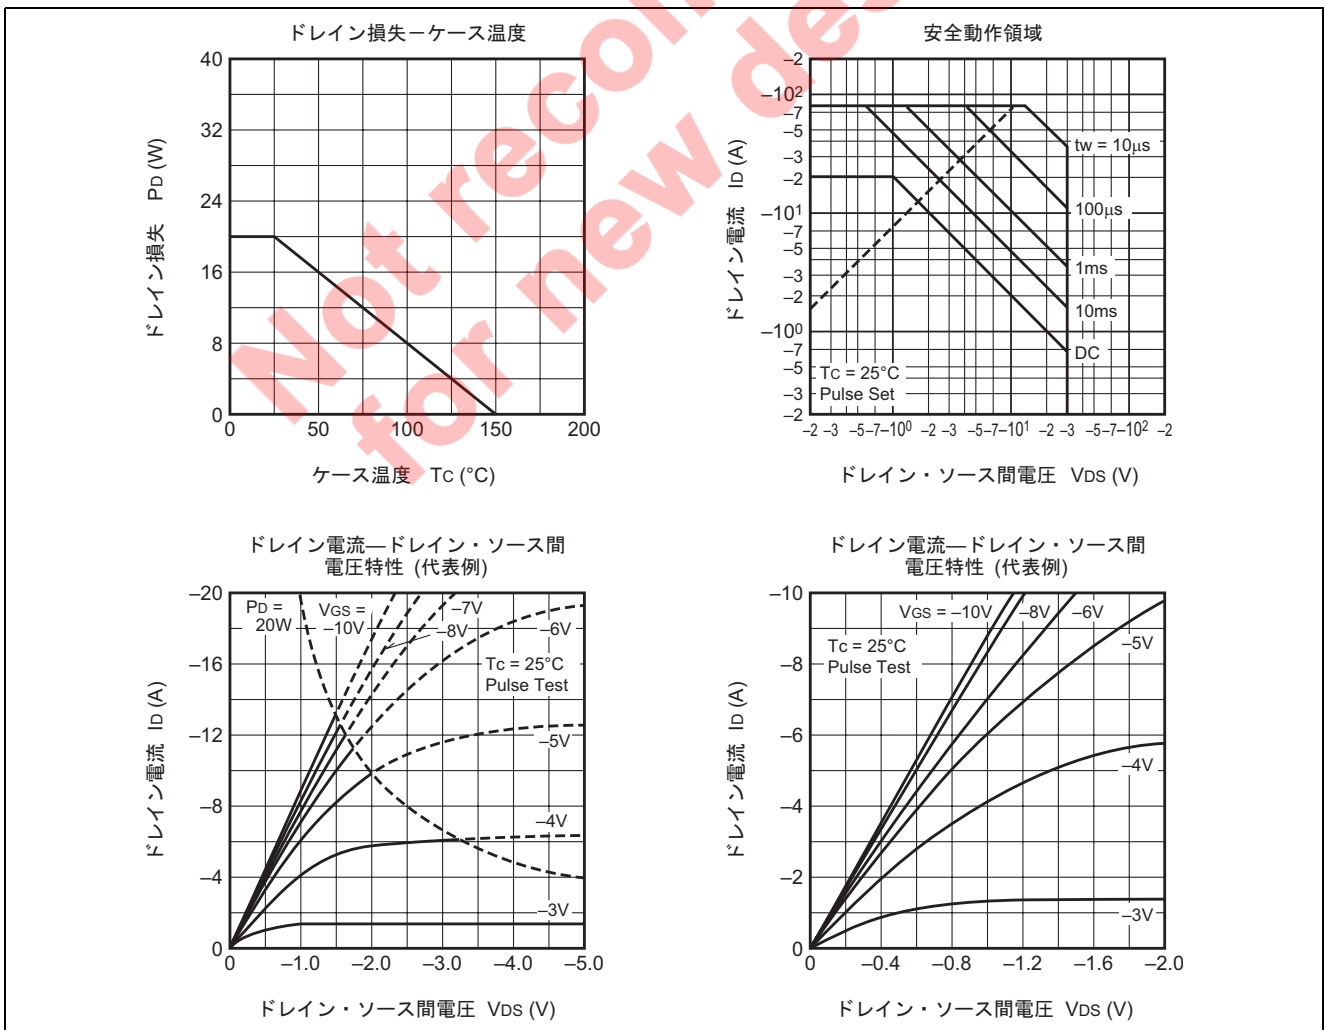 Not recom
for new des
ドレイン損失－ケース温度
40
32
24
16
8
0
0 50 100 150 200
ドレイン損失 PD (W)
ケース温度 TC (°C)
安全動作領域
–2
–10²
–7
–5
–3
–2
–10¹
–7
–5
–3
–2
–10⁰
–7
–5
–3
–2
–2 –3 –5–7–10⁰ –2 –3 –5–7–10¹ –2 –3 –5–7–10² –2
ドレイン電流 ID (A)
ドレイン・ソース間電圧 VDS (V)
tw = 10μs
100μs
1ms
10ms
DC
Tc = 25°C
Pulse Set
ドレイン電流—ドレイン・ソース間
電圧特性 (代表例)
–20
–16
–12
–8
–4
0
0 –1.0 –2.0 –3.0 –4.0 –5.0
ドレイン電流 ID (A)
ドレイン・ソース間電圧 VDS (V)
PD =
20W
VGS =
–10V
–7V
–8V
–6V
Tc = 25°C
Pulse Test
–5V
–4V
–3V
ドレイン電流—ドレイン・ソース間
電圧特性 (代表例)
–10
–8
–6
–4
–2
0
0 –0.4 –0.8 –1.2 –1.6 –2.0
ドレイン電流 ID (A)
ドレイン・ソース間電圧 VDS (V)
VGS = –10V
–8V
–6V
Tc = 25°C
Pulse Test
–5V
–4V
–3V